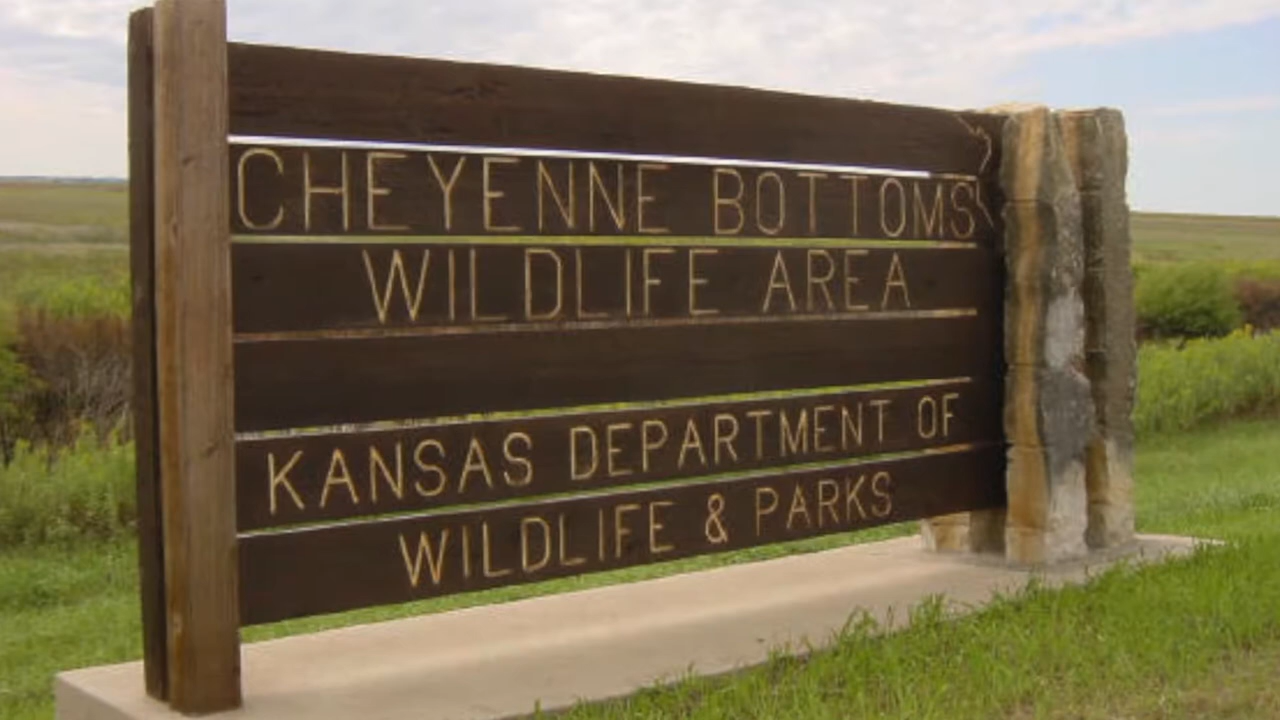 CHEYENNE BOTTOMS
WILDLIFE AREA
KANSAS DEPARTMENT OF
WILDLIFE & PARKS